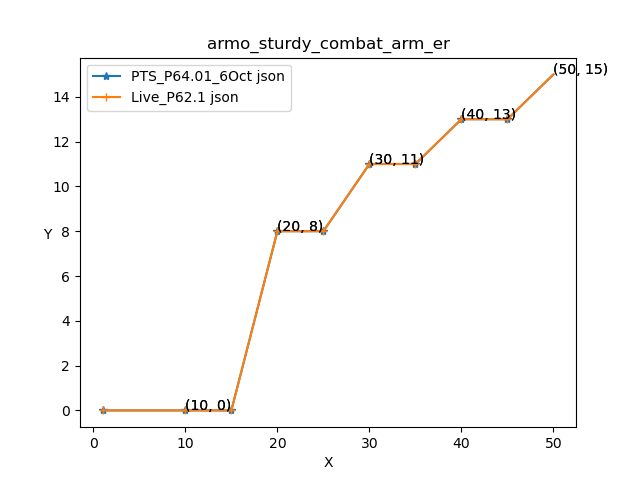 armo_sturdy_combat_arm_er
PTS_P64.01_6Oct json
Live_P62.1 json
(50, 15)
(40, 13)
(30, 11)
(20, 8)
(10, 0)
14
12
10
8
6
4
2
0
Y
0 10 20 30 40 50
X